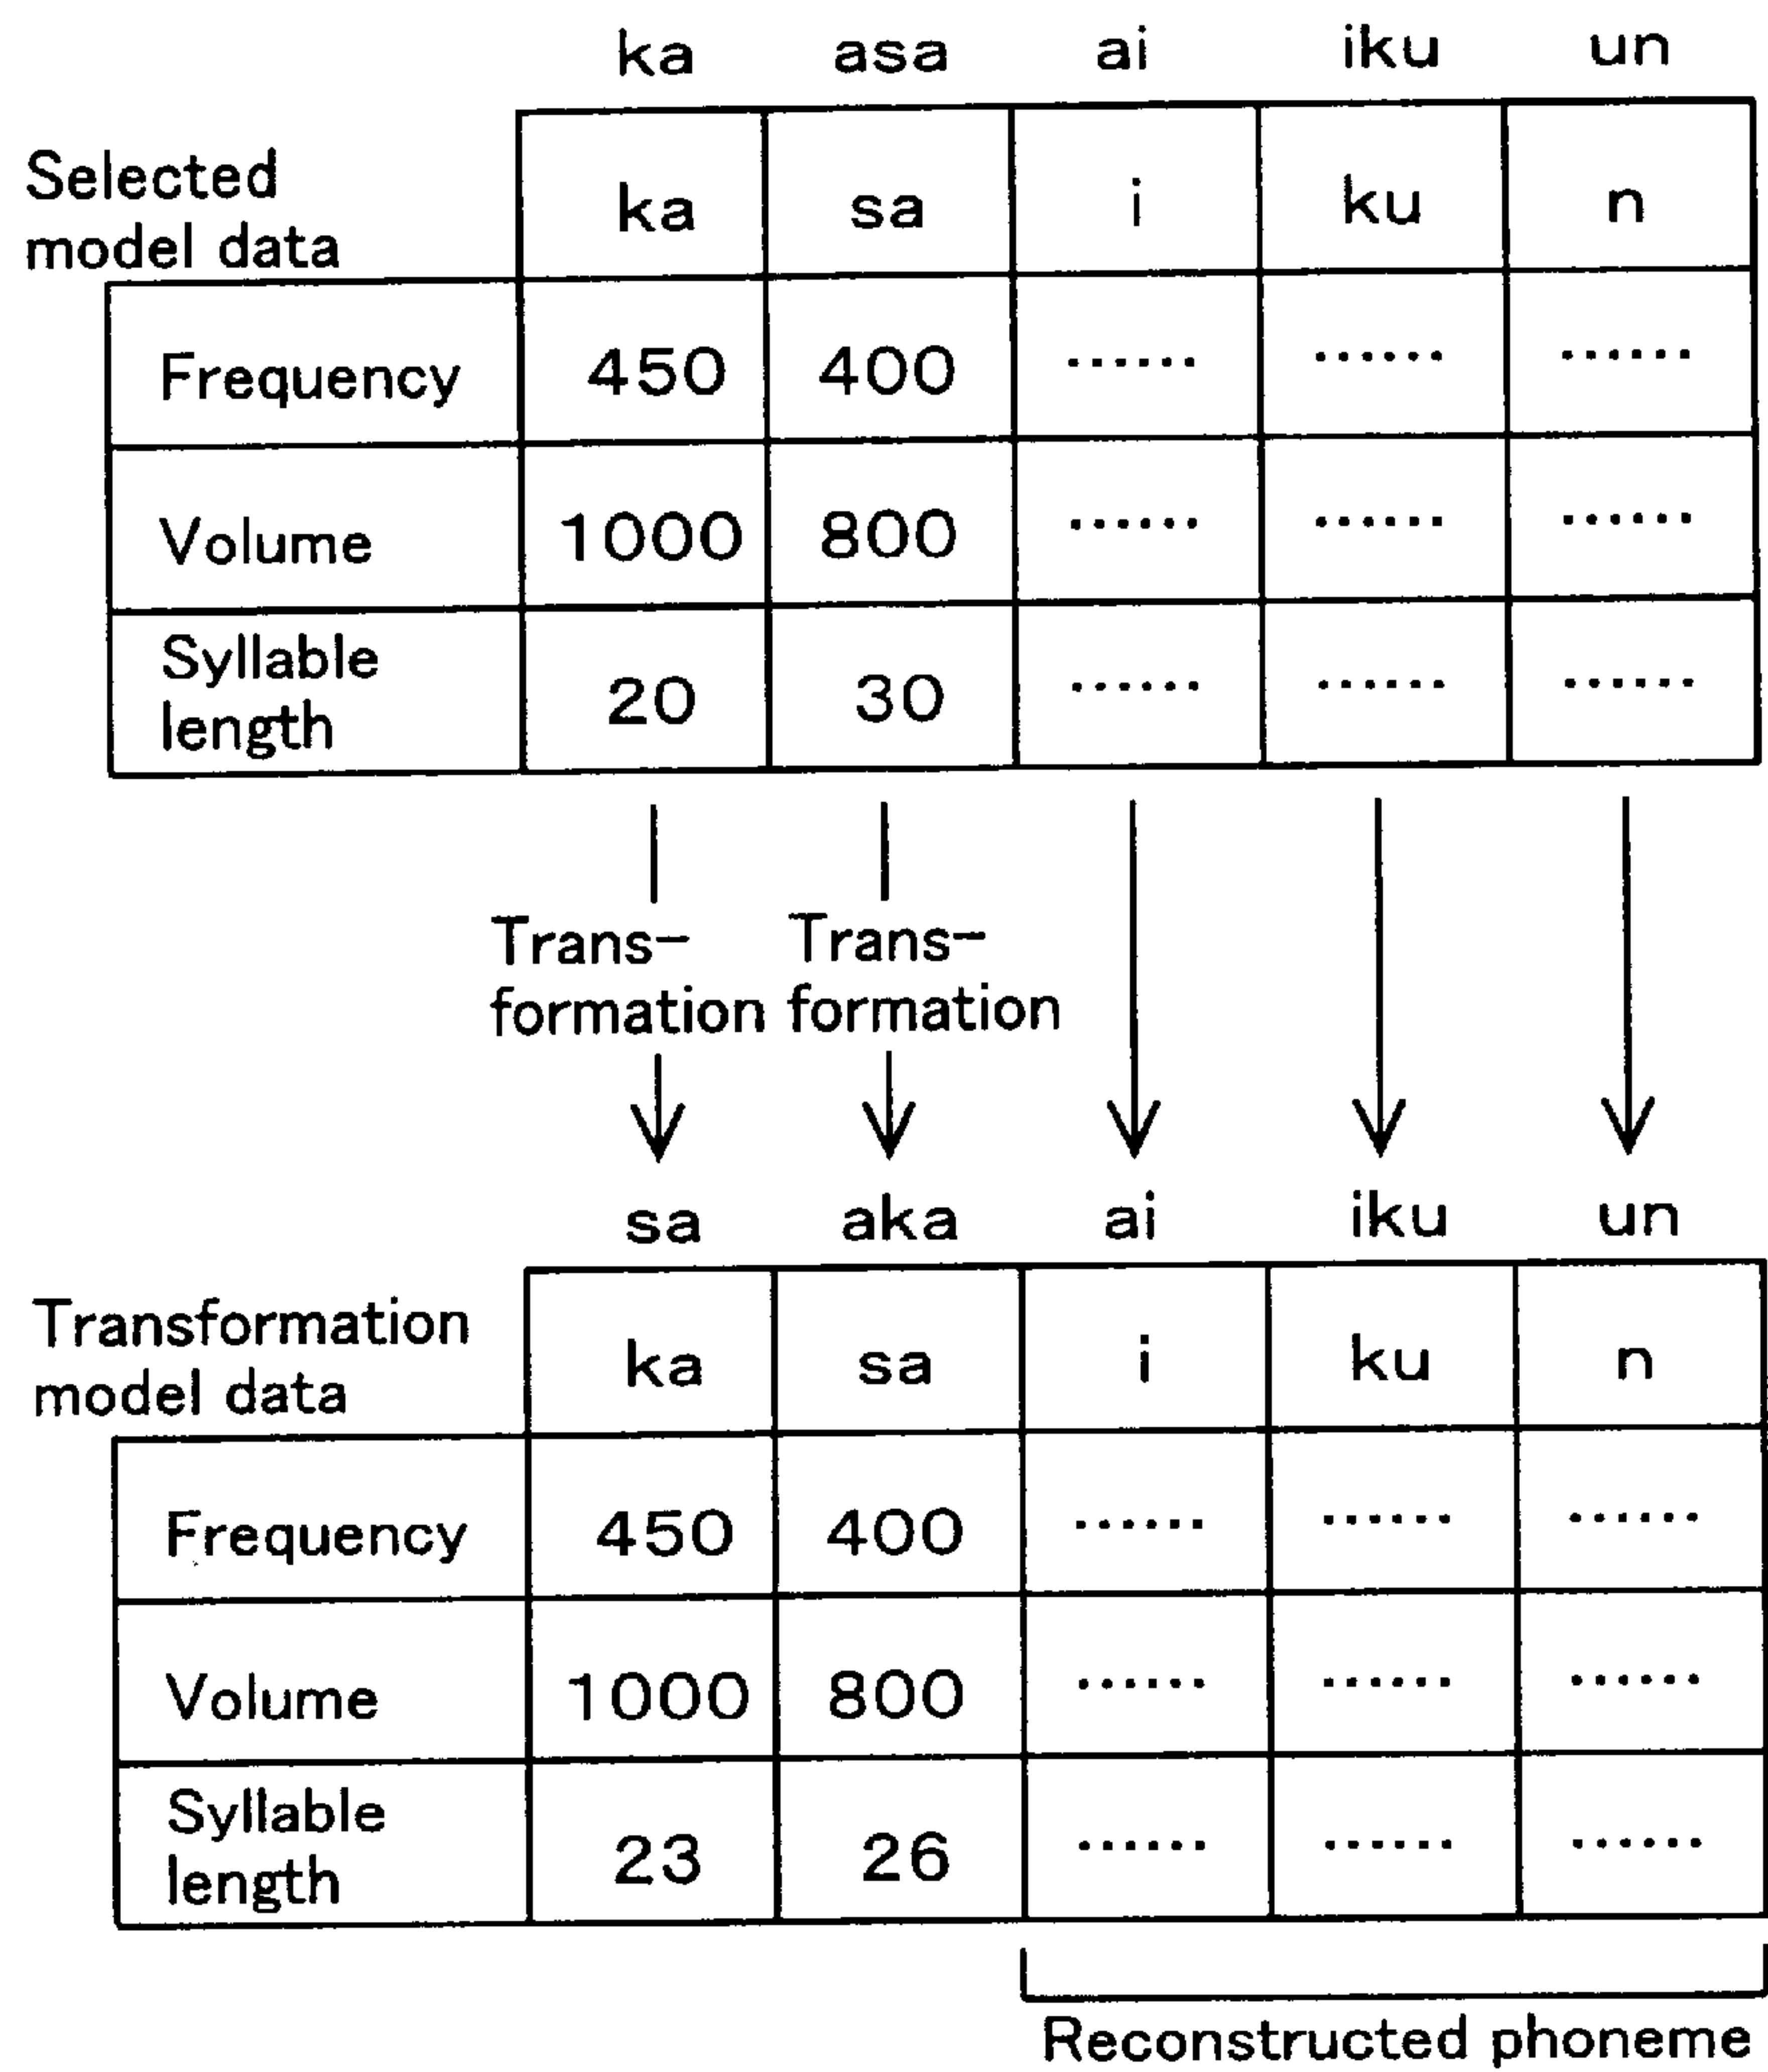 ka asa ai iku un
Selected
model data
ka sa i ku n
Frequency 450 400 ...... ...... ......
Volume 1000 800 ...... ...... ......
Syllable
length
20 30 ...... ...... ......
Trans- Trans-
formation formation
sa aka ai iku un
Transformation
model data
ka sa i ku n
Frequency 450 400 ...... ...... ......
Volume 1000 800 ...... ...... ......
Syllable
length
23 26 ...... ...... ......
Reconstructed phoneme